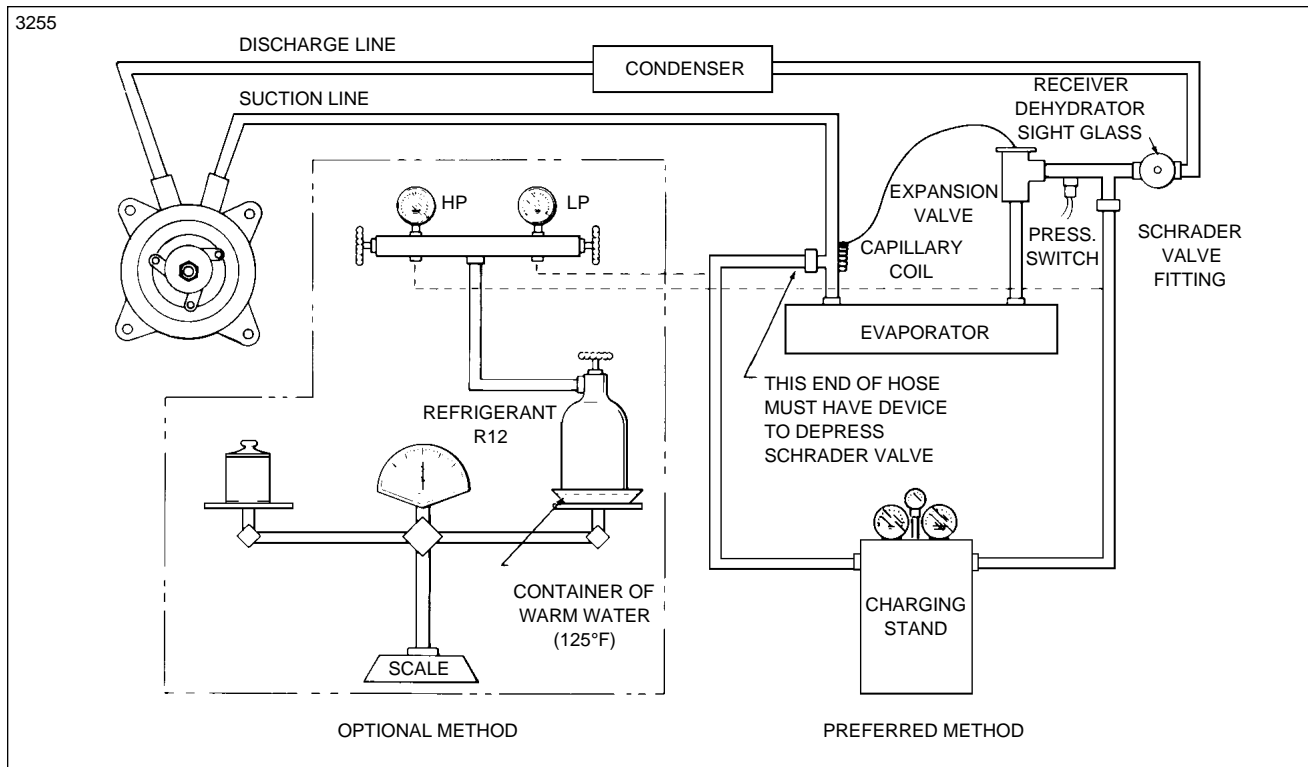 3255
DISCHARGE LINE
CONDENSER
SUCTION LINE
RECEIVER
DEHYDRATOR
SIGHT GLASS
HP
LP
EXPANSION
VALVE
CAPILLARY
COIL
PRESS.
SWITCH
SCHRADER
VALVE
FITTING
EVAPORATOR
THIS END OF HOSE
MUST HAVE DEVICE
TO DEPRESS
SCHRADER VALVE
REFRIGERANT
R12
CONTAINER OF
WARM WATER
(125°F)
SCALE
CHARGING
STAND
OPTIONAL METHOD
PREFERRED METHOD